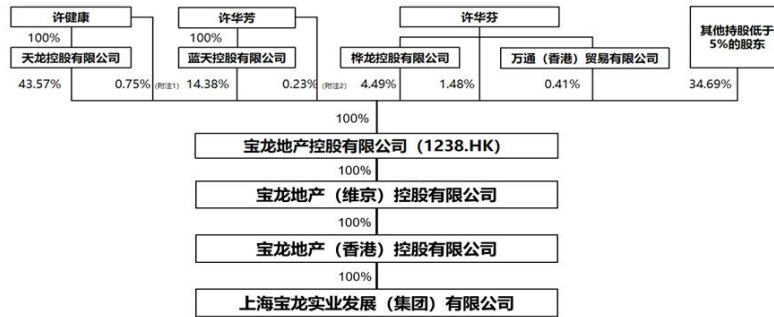 许健康
许华芳
许华芬
其他持股低于
5%的股东
100%
100%
天龙控股有限公司
蓝天控股有限公司
桦龙控股有限公司
万通（香港）贸易有限公司
43.57%
0.75%
(附注1)
14.38%
0.23%
(附注2)
4.49%
1.48%
0.41%
34.69%
100%
宝龙地产控股有限公司（1238.HK）
100%
宝龙地产（维京）控股有限公司
100%
宝龙地产（香港）控股有限公司
100%
上海宝龙实业发展（集团）有限公司